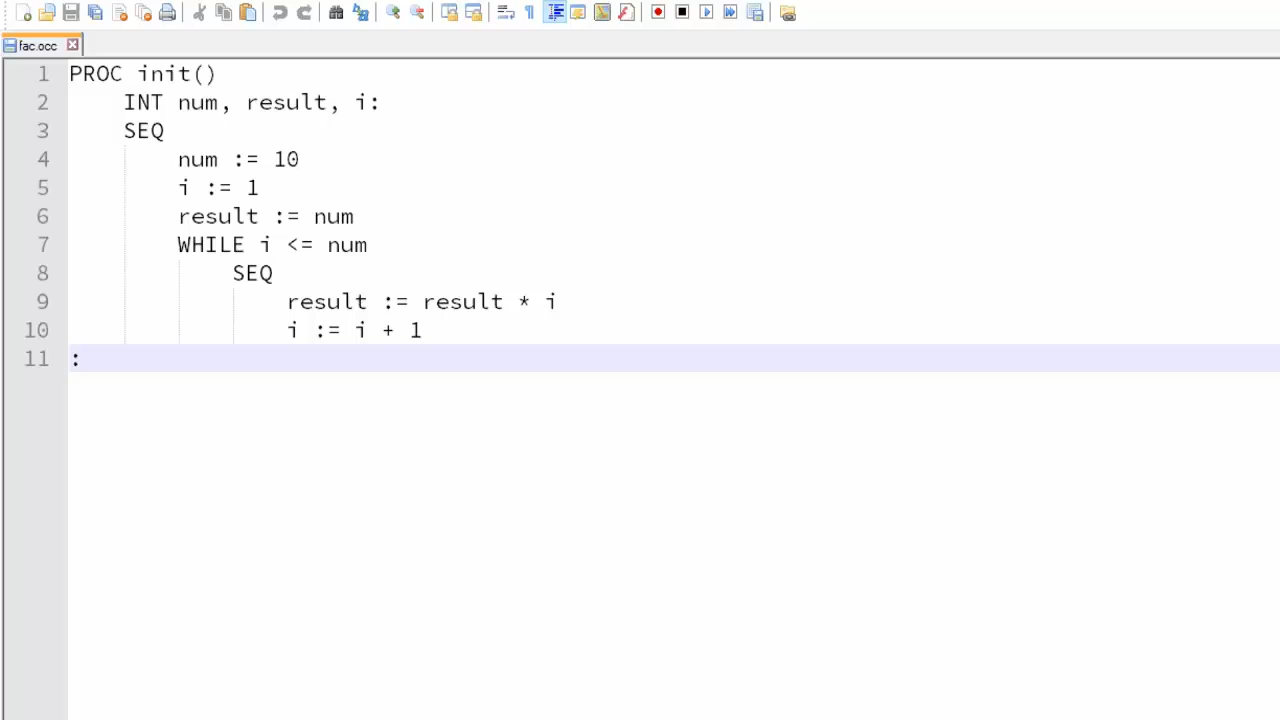 fac.occ
1 PROC init()
2     INT num, result, i:
3     SEQ
4         num := 10
5         i := 1
6         result := num
7         WHILE i <= num
8             SEQ
9                 result := result * i
10                 i := i + 1
11 :